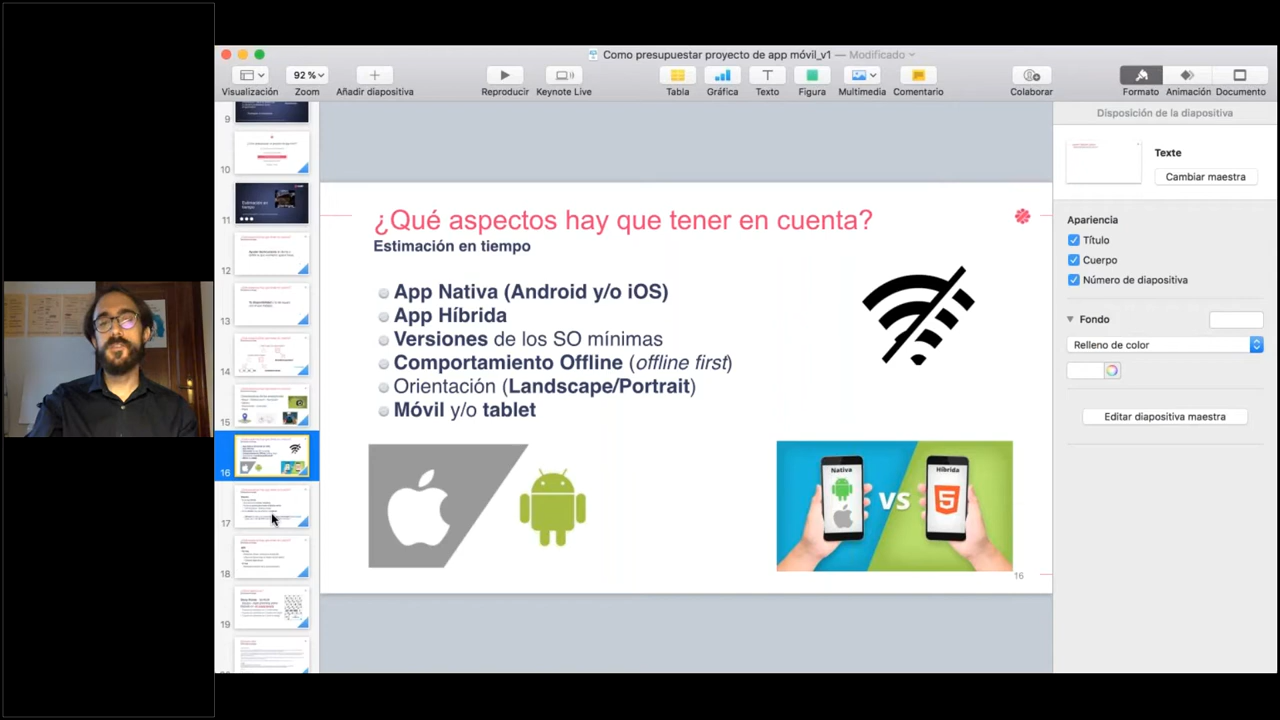 Como presupuestar proyecto de app móvil_v1 — Modificado
92 %
Visualización
Zoom
Añadir diapositiva
Reproducir
Keynote Live
Tabla
Gráfica
Texto
Figura
Multimedia
Comentario
Colaborar
Formato
Animación
Documento
9
10
11
12
13
14
15
16
17
18
19
¿Qué aspectos hay que tener en cuenta?
Estimación en tiempo
App Nativa (Android y/o iOS)
App Híbrida
Versiones de los SO mínimas
Comportamiento Offline (offline first)
Orientación (Landscape/Portrait)
Móvil y/o tablet
Nativa
VS
Híbrida
16
Disposición de la diapositiva
Texte
Cambiar maestra
Apariencia
Título
Cuerpo
Número de diapositiva
Fondo
Relleno de color
Editar diapositiva maestra